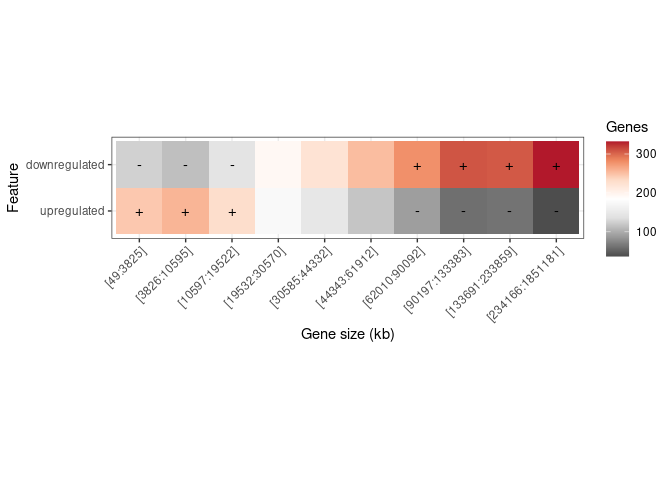 Genes
300
200
100
Feature
downregulated - - - + + + +
upregulated + + + - - - -
[49:3825]
[3826:10595]
[10597:19522]
[19532:30570]
[30585:44332]
[44343:61912]
[62010:90092]
[90197:133383]
[133691:233859]
[234166:1851181]
Gene size (kb)